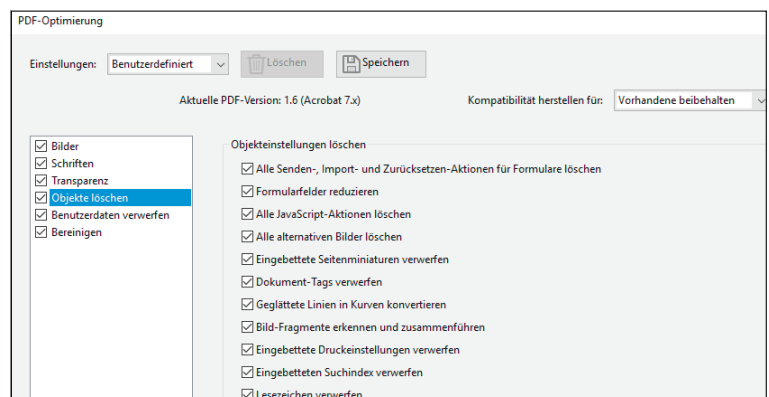 PDF-Optimierung
Einstellungen: Benutzerdefiniert Löschen Speichern
Aktuelle PDF-Version: 1.6 (Acrobat 7.x) Kompatibilität herstellen für: Vorhandene beibehalten
Bilder
Schriften
Transparenz
Objekte löschen
Benutzerdaten verwerfen
Bereinigen
Objekteinstellungen löschen
Alle Senden-, Import- und Zurücksetzen-Aktionen für Formulare löschen
Formularfelder reduzieren
Alle JavaScript-Aktionen löschen
Alle alternativen Bilder löschen
Eingebettete Seitenminiaturen verwerfen
Dokument-Tags verwerfen
Geglättete Linien in Kurven konvertieren
Bild-Fragmente erkennen und zusammenführen
Eingebettete Druckeinstellungen verwerfen
Eingebetteten Suchindex verwerfen
Lesezeichen verwerfen